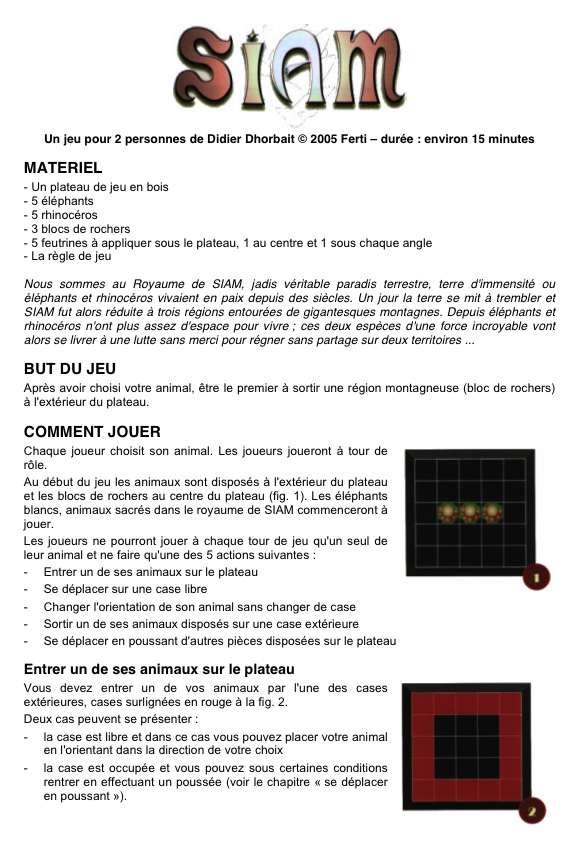 SIAM
Un jeu pour 2 personnes de Didier Dhorbait © 2005 Ferti – durée : environ 15 minutes
MATERIEL
- Un plateau de jeu en bois
- 5 éléphants
- 5 rhinocéros
- 3 blocs de rochers
- 5 feutrines à appliquer sous le plateau, 1 au centre et 1 sous chaque angle
- La règle de jeu
Nous sommes au Royaume de SIAM, jadis véritable paradis terrestre, terre d'immensité ou
éléphants et rhinocéros vivaient en paix depuis des siècles. Un jour la terre se mit à trembler et
SIAM fut alors réduite à trois régions entourées de gigantesques montagnes. Depuis éléphants et
rhinocéros n'ont plus assez d'espace pour vivre ; ces deux espèces d'une force incroyable vont
alors se livrer à une lutte sans merci pour régner sans partage sur deux territoires ...
BUT DU JEU
Après avoir choisi votre animal, être le premier à sortir une région montagneuse (bloc de rochers)
à l'extérieur du plateau.
COMMENT JOUER
Chaque joueur choisit son animal. Les joueurs joueront à tour de
rôle.
Au début du jeu les animaux sont disposés à l'extérieur du plateau
et les blocs de rochers au centre du plateau (fig. 1). Les éléphants
blancs, animaux sacrés dans le royaume de SIAM commenceront à
jouer.
Les joueurs ne pourront jouer à chaque tour de jeu qu'un seul de
leur animal et ne faire qu'une des 5 actions suivantes :
- Entrer un de ses animaux sur le plateau
- Se déplacer sur une case libre
- Changer l'orientation de son animal sans changer de case
- Sortir un de ses animaux disposés sur une case extérieure
- Se déplacer en poussant d'autres pièces disposées sur le plateau
1
Entrer un de ses animaux sur le plateau
Vous devez entrer un de vos animaux par l'une des cases
extérieures, cases surlignées en rouge à la fig. 2.
Deux cas peuvent se présenter :
- la case est libre et dans ce cas vous pouvez placer votre animal
en l'orientant dans la direction de votre choix
- la case est occupée et vous pouvez sous certaines conditions
rentrer en effectuant un poussée (voir le chapitre « se déplacer
en poussant »).
2